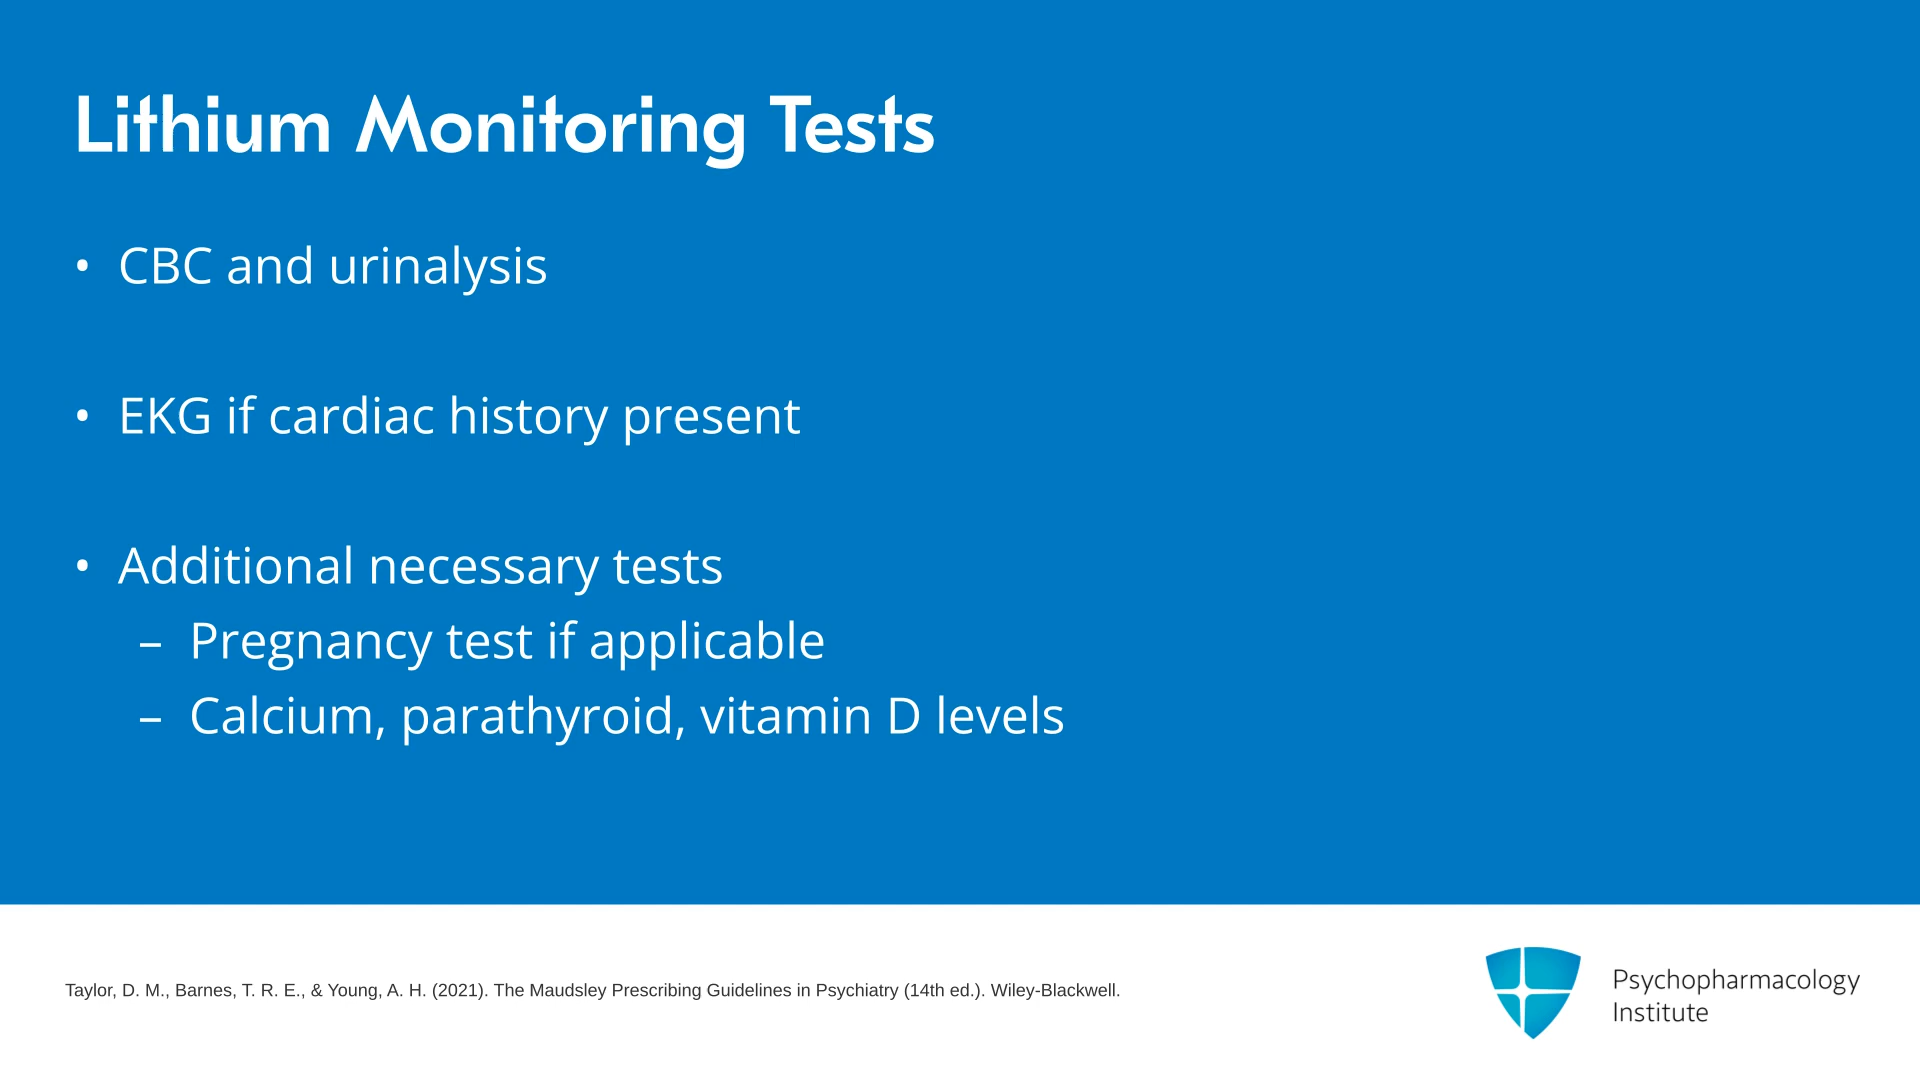 Lithium Monitoring Tests
• CBC and urinalysis
• EKG if cardiac history present
• Additional necessary tests
– Pregnancy test if applicable
– Calcium, parathyroid, vitamin D levels
Taylor, D. M., Barnes, T. R. E., & Young, A. H. (2021). The Maudsley Prescribing Guidelines in Psychiatry (14th ed.). Wiley-Blackwell.
Psychopharmacology
Institute